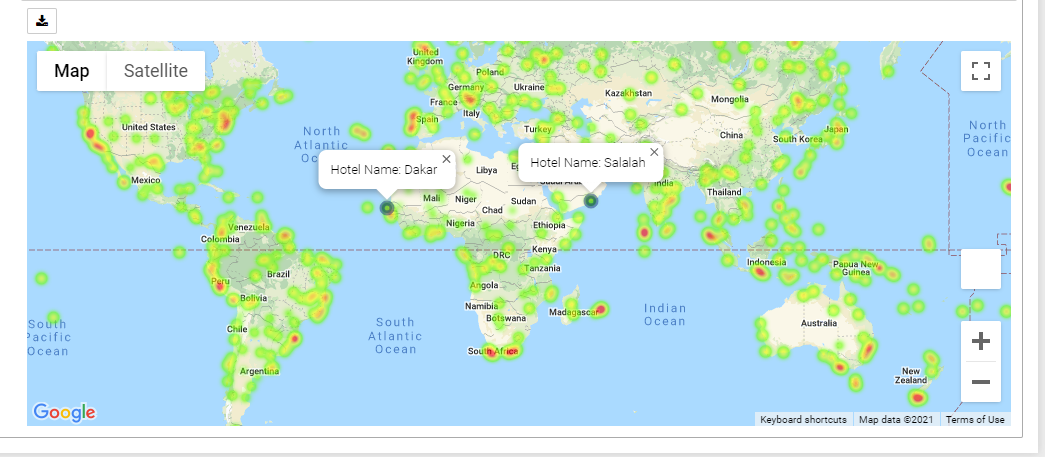 Map Satellite
United
Kingdom
Poland
Germany
Ukraine
France
Kazakhstan
Mongolia
Spain
Italy
Turkey
United States
North
Atlantic
China
South Korea
Japan
North
Pacific
Ocean
Hotel Name: Dakar
Hotel Name: Salalah
Libya
Mexico
India
Thailand
Mali
Niger
Sudan
Chad
Nigeria
Ethiopia
Venezuela
Colombia
DRC
Kenya
Indonesia
Papua New
Guinea
Tanzania
Brazil
Peru
Angola
Bolivia
Namibia
Botswana
Madagascar
Indian
Ocean
South
Pacific
Ocean
South
Atlantic
Ocean
Chile
Australia
South Africa
Argentina
New
Zealand
Google
Keyboard shortcuts
Map data ©2021
Terms of Use